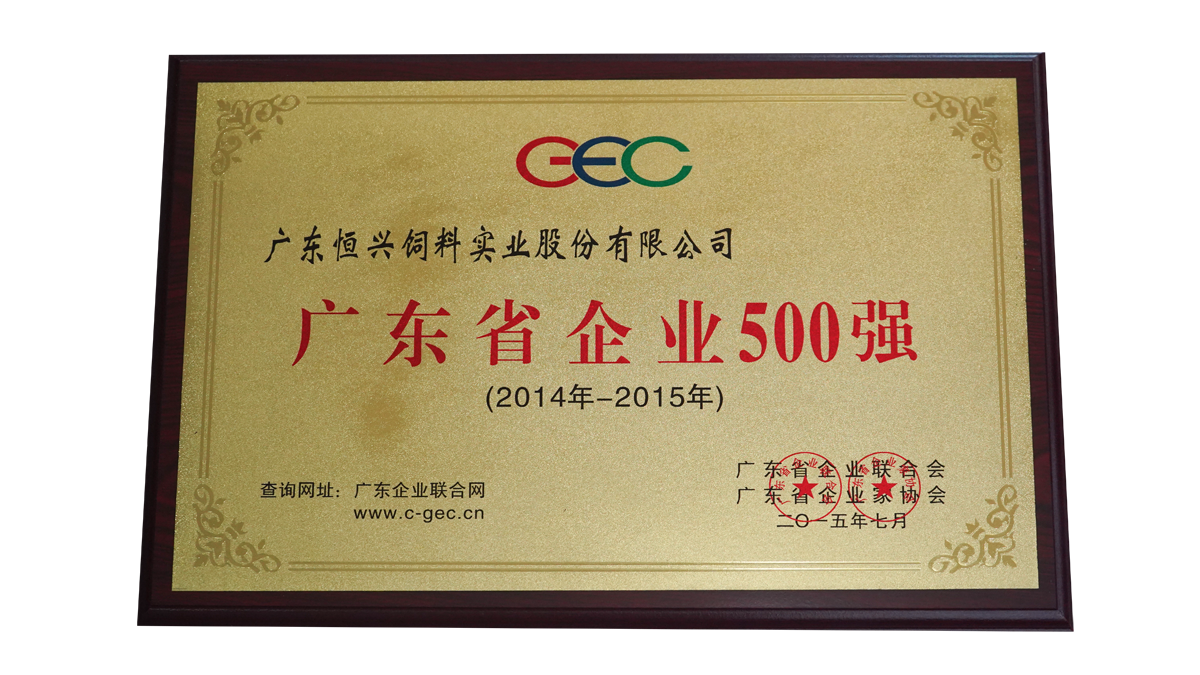 GEC
广东恒兴饲料实业股份有限公司
广东省企业500强
(2014年-2015年)
查询网址：广东企业联合网
www.c-gec.cn
广东省企业联合会
广东省企业家协会
二〇一五年七月